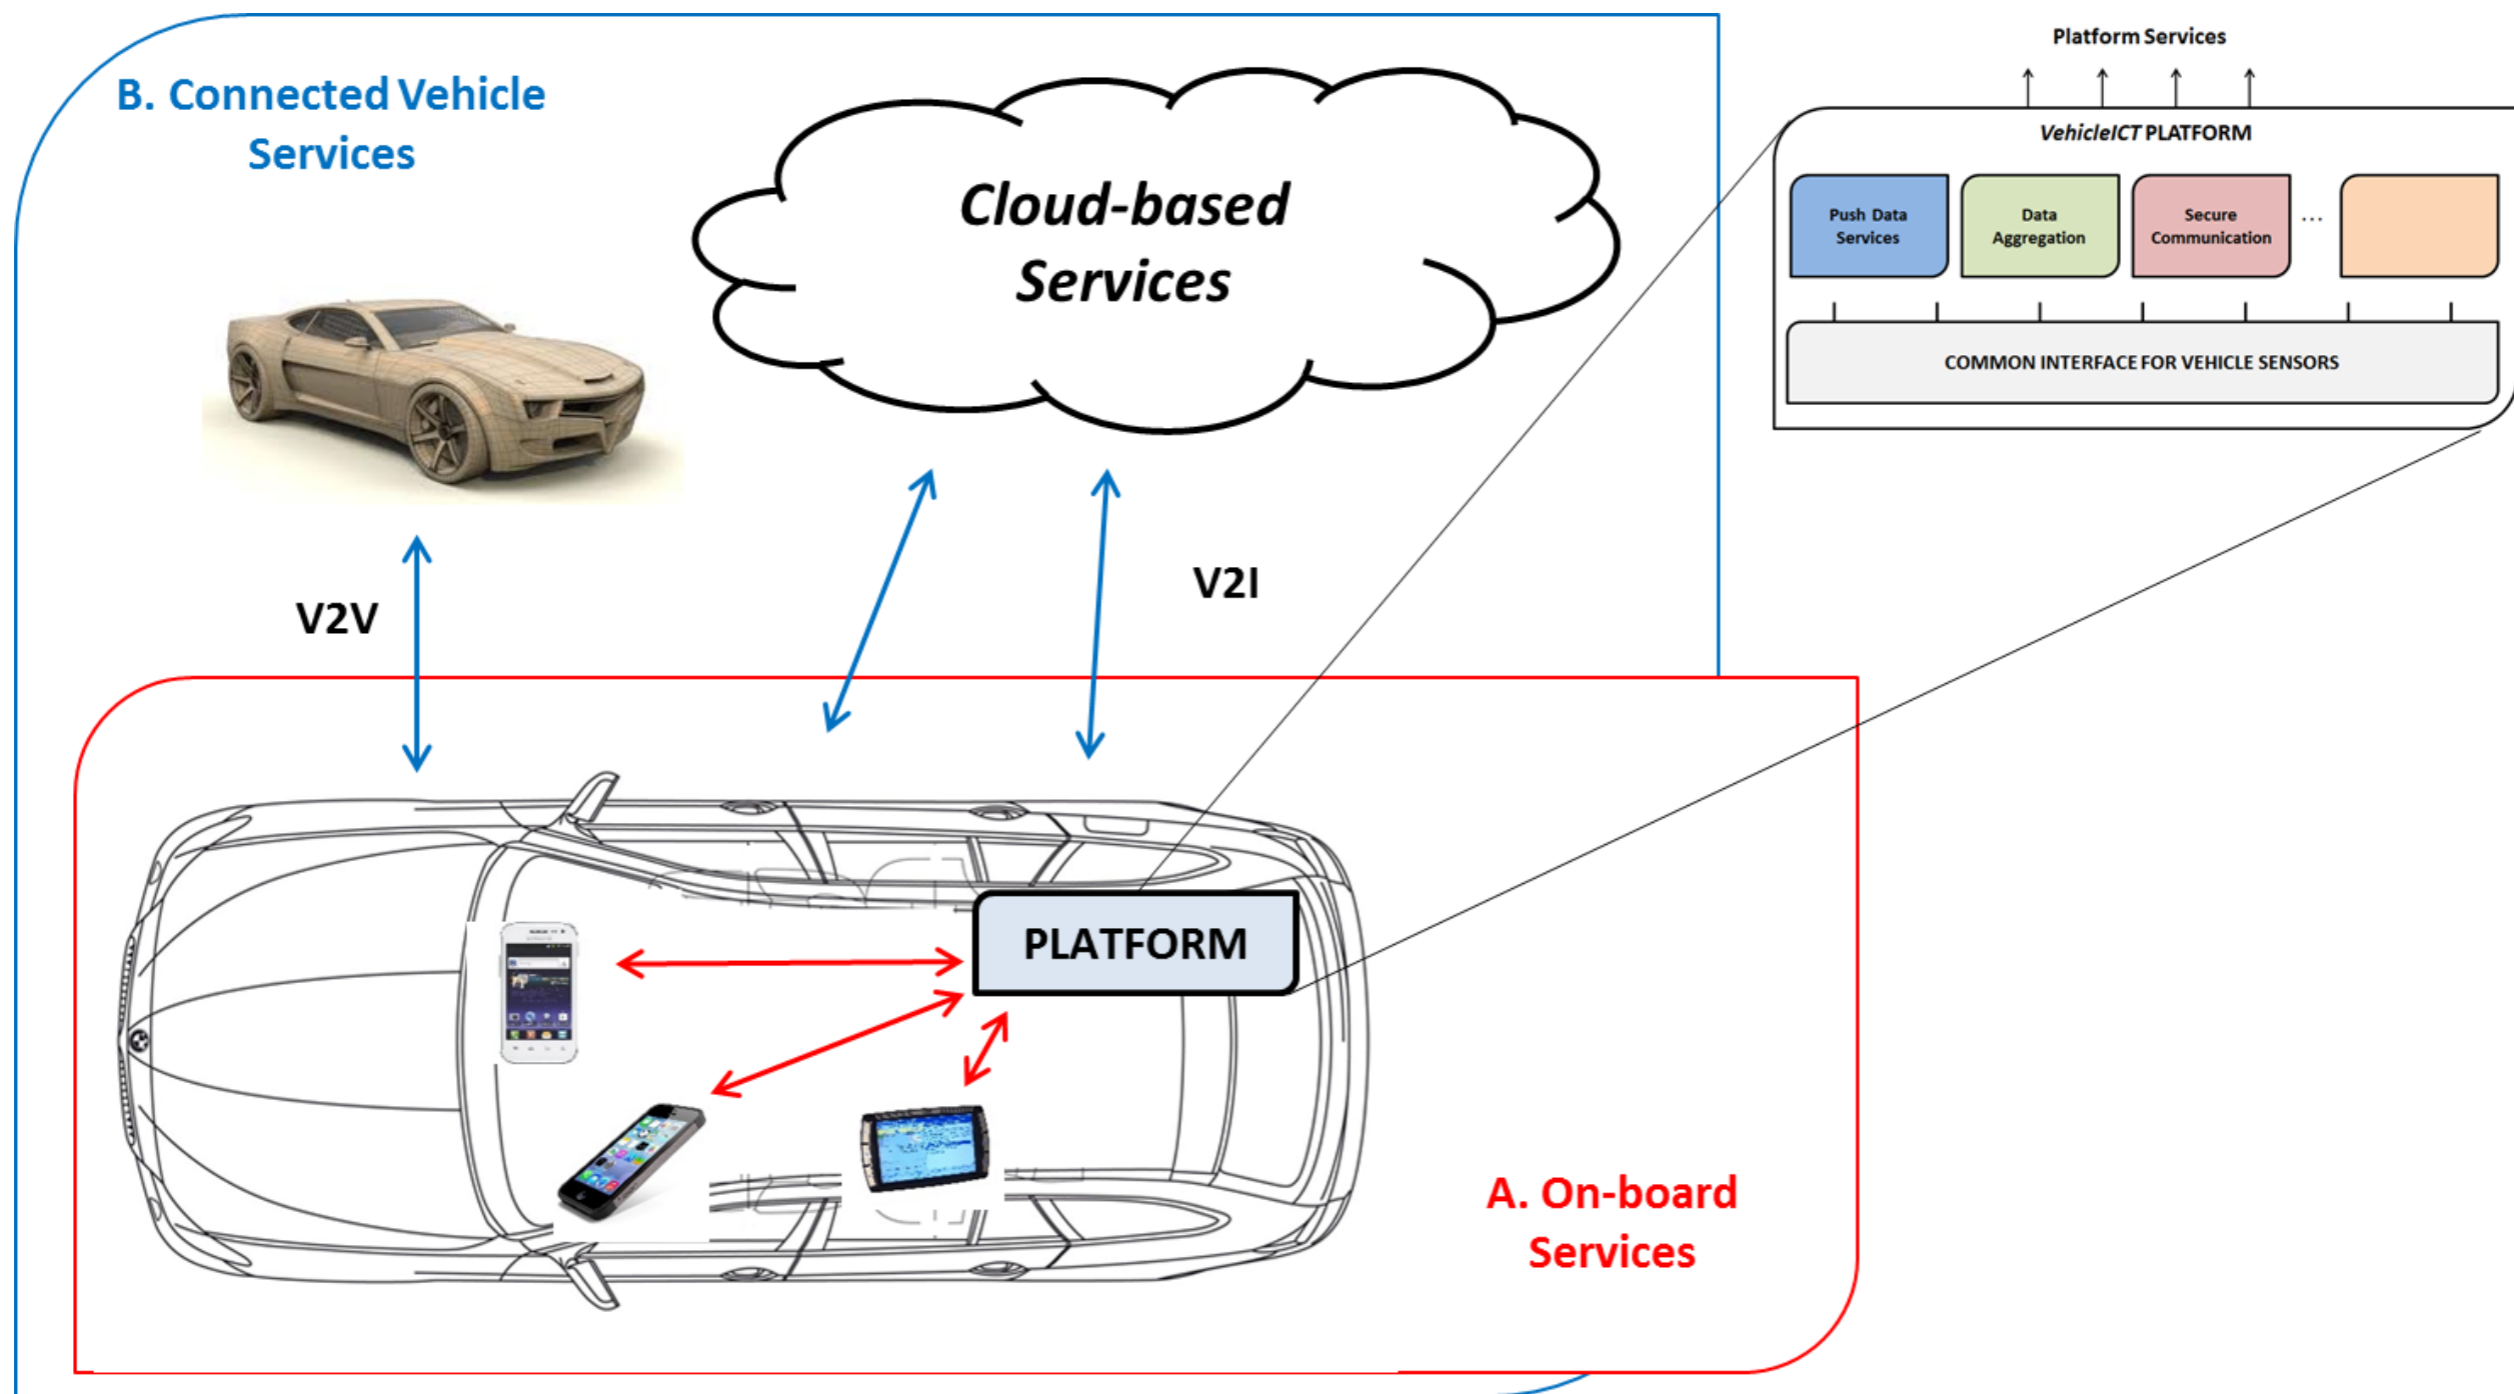 B. Connected Vehicle
Services
Cloud-based
Services
V2V
V2I
Platform Services
VehicleICT PLATFORM
Push Data
Services
Data
Aggregation
Secure
Communication
...
COMMON INTERFACE FOR VEHICLE SENSORS
PLATFORM
A. On-board
Services